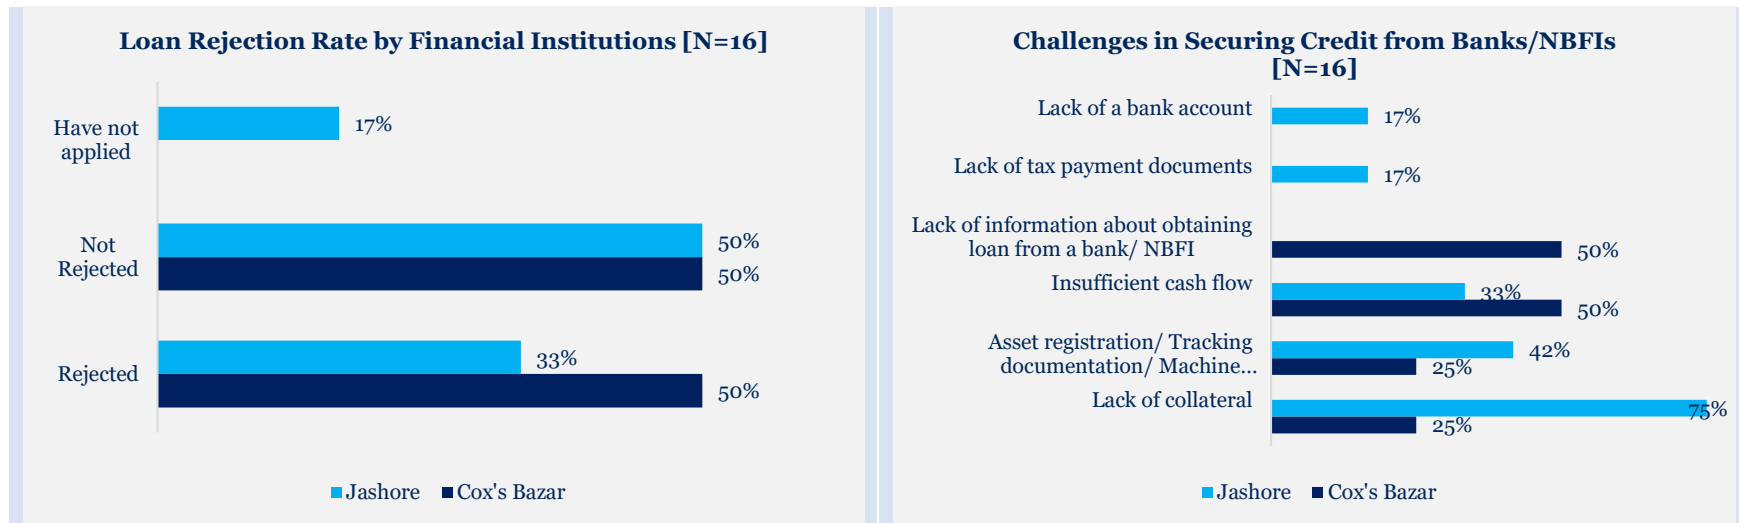 Loan Rejection Rate by Financial Institutions [N=16]
Have not
applied
17%
Not
Rejected
50%
50%
Rejected
33%
50%
Jashore
Cox's Bazar
Challenges in Securing Credit from Banks/NBFIs
[N=16]
Lack of a bank account
17%
Lack of tax payment documents
17%
Lack of information about obtaining
loan from a bank/ NBFI
50%
Insufficient cash flow
33%
50%
Asset registration/ Tracking
documentation/ Machine...
42%
25%
Lack of collateral
75%
25%
Jashore
Cox's Bazar